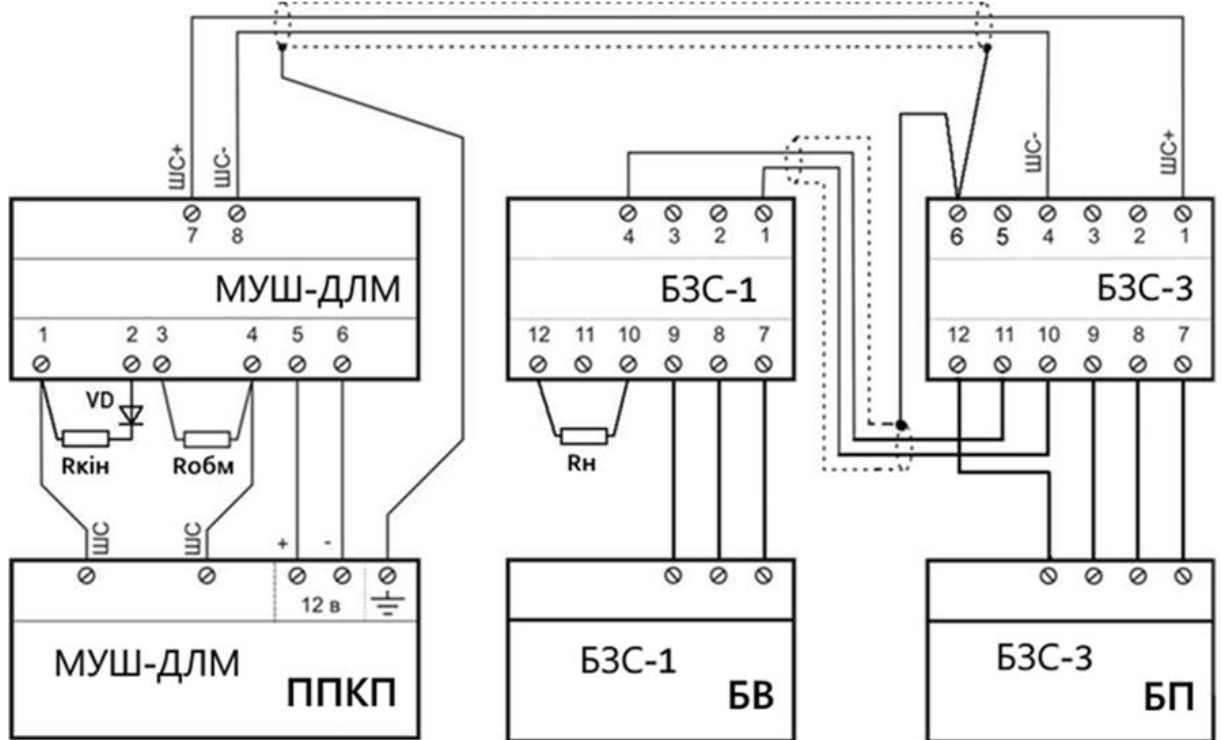 ШС+
ШС-
ШС-
ШС+
7 8
4 3 2 1
6 5 4 3 2 1
МУШ-ДЛМ
БЗС-1
БЗС-3
1 2 3 4 5 6
12 11 10 9 8 7
12 11 10 9 8 7
VD
Rкін
Rобм
Rн
ШС
ШС
+
-
12 в
МУШ-ДЛМ
ППКП
БЗС-1
БВ
БЗС-3
БП